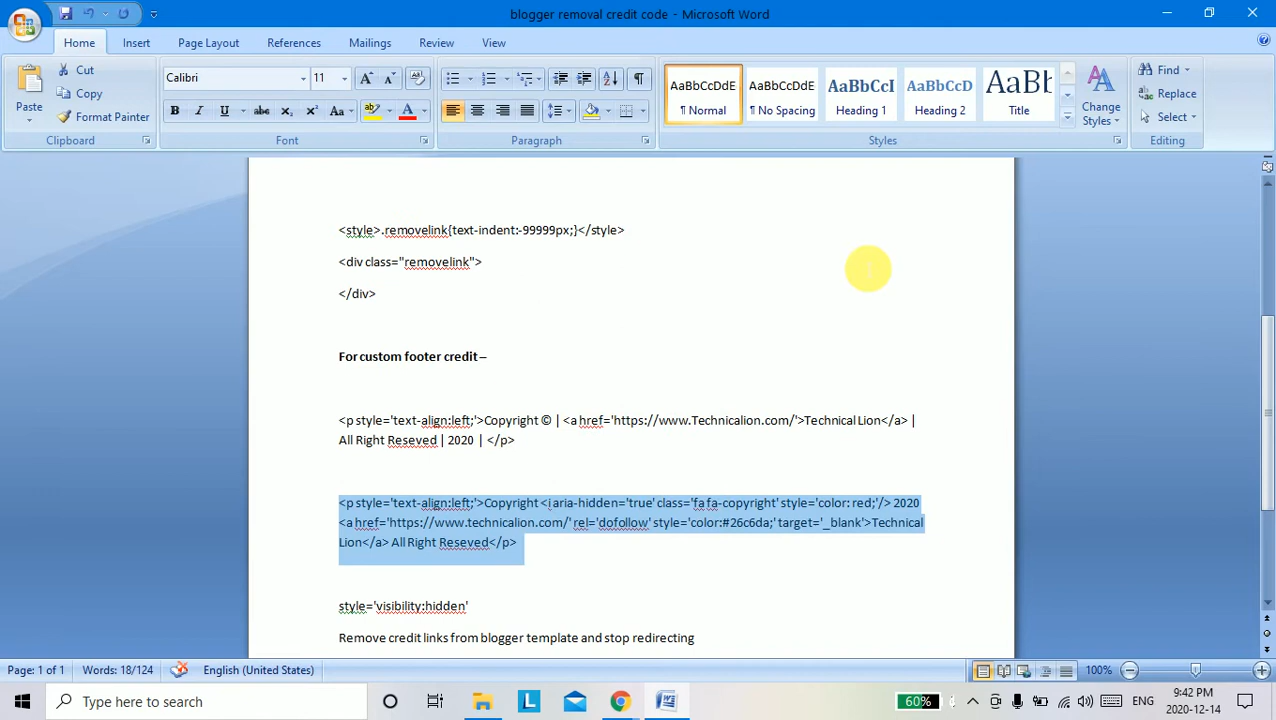 blogger removal credit code - Microsoft Word
Home Insert Page Layout References Mailings Review View
Paste
Cut
Copy
Format Painter
Clipboard
Calibri 11
Font
Paragraph
AaBbCcDdE AaBbCcDdE AaBbCcI AaBbCcD AaBb
¶ Normal ¶ No Spacing Heading 1 Heading 2 Title
Change Styles
Styles
Find
Replace
Select
Editing
<style>.removelink{text-indent:-99999px;}</style>
<div class="removelink">
</div>
For custom footer credit –
<p style='text-align:left;'>Copyright © | <a href='https://www.Technicalion.com/'>Technical Lion</a> |
All Right Reseved | 2020 | </p>
<p style='text-align:left;'>Copyright <i aria-hidden='true' class='fa fa-copyright' style='color: red;'/> 2020
<a href='https://www.technicalion.com/' rel='dofollow' style='color:#26c6da;' target='_blank'>Technical
Lion</a> All Right Reseved</p>
style='visibility:hidden'
Remove credit links from blogger template and stop redirecting
Page: 1 of 1 Words: 18/124 English (United States) 100%
Type here to search
60%
ENG
9:42 PM
2020-12-14